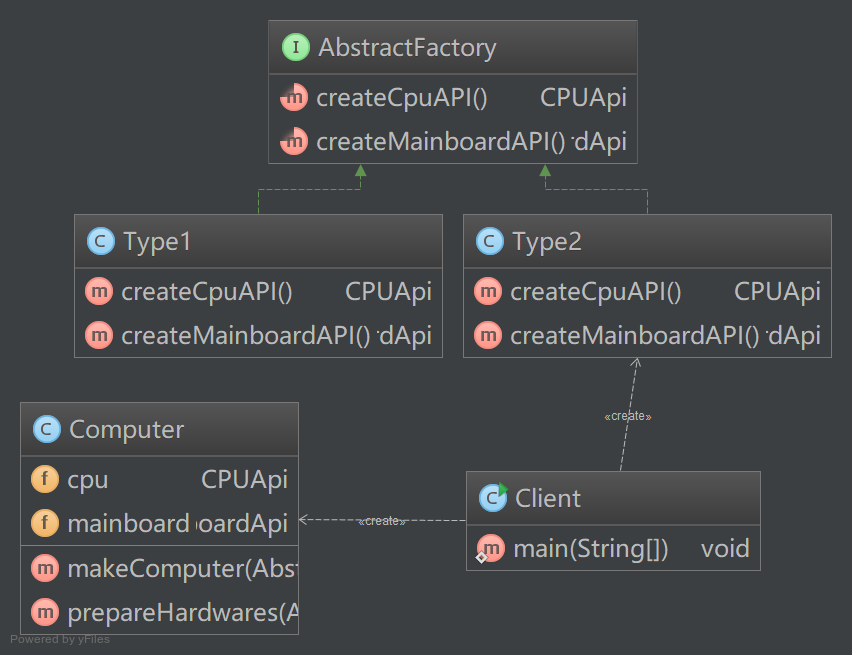 I AbstractFactory
m createCpuAPI() CPUApi
m createMainboardAPI() dApi
C Type1
m createCpuAPI() CPUApi
m createMainboardAPI() dApi
C Type2
m createCpuAPI() CPUApi
m createMainboardAPI() dApi
«create»
C Computer
f cpu CPUApi
f mainboard oardApi
m makeComputer(Abst
m prepareHardwares(A
«create»
C Client
m main(String[]) void
Powered by yFiles